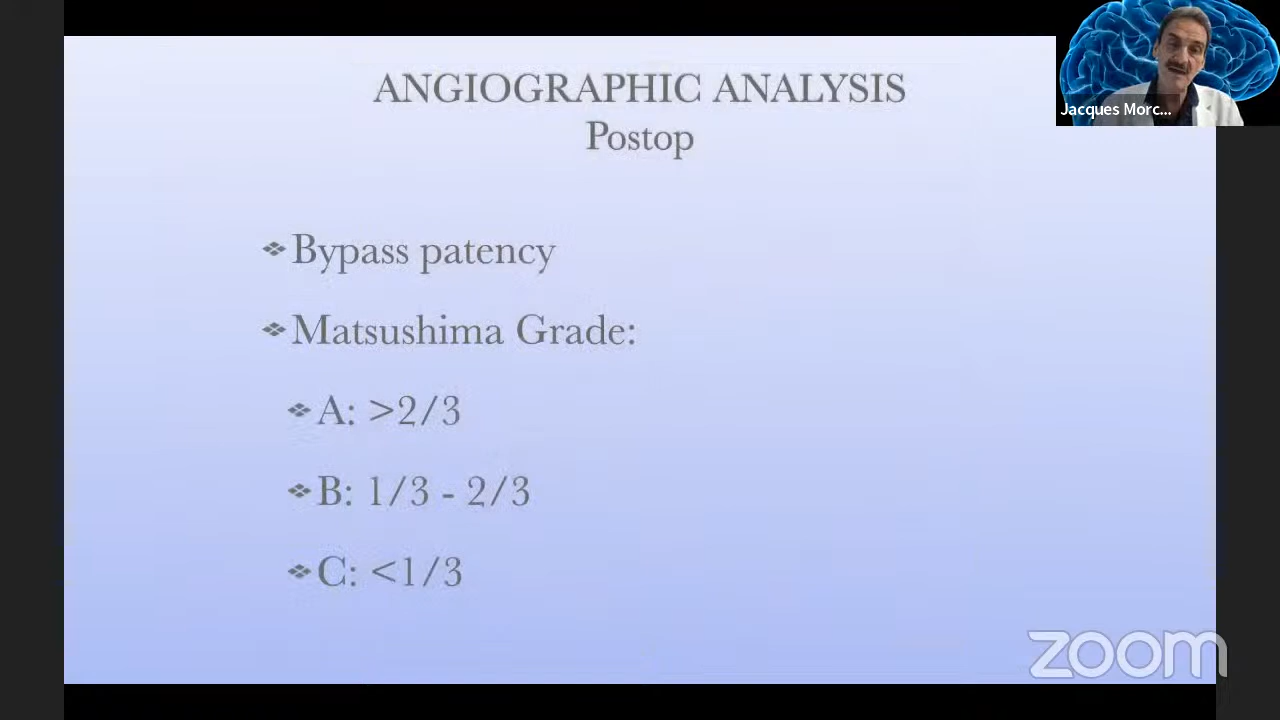 ANGIOGRAPHIC ANALYSIS
Postop
Jacques Morc...
Bypass patency
Matsushima Grade:
A: >2/3
B: 1/3 - 2/3
C: <1/3
zoom